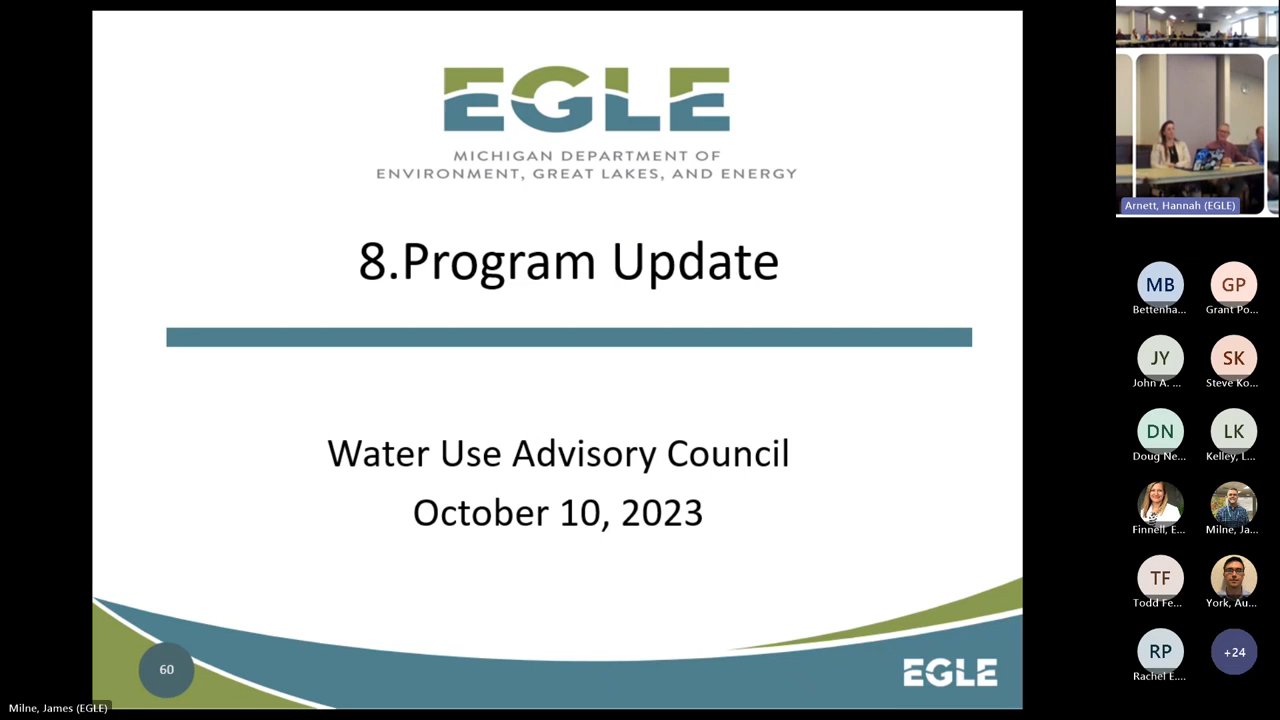 EGLE
MICHIGAN DEPARTMENT OF
ENVIRONMENT, GREAT LAKES, AND ENERGY
8.Program Update
Water Use Advisory Council
October 10, 2023
60
EGLE
Milne, James (EGLE)
Arnett, Hannah (EGLE)
MB
Bettenha...
GP
Grant Po...
JY
John A. ...
SK
Steve Ko...
DN
Doug Ne...
LK
Kelley, L...
Finnell, E...
Milne, Ja...
TF
Todd Fe...
York, Au...
RP
Rachel E....
+24